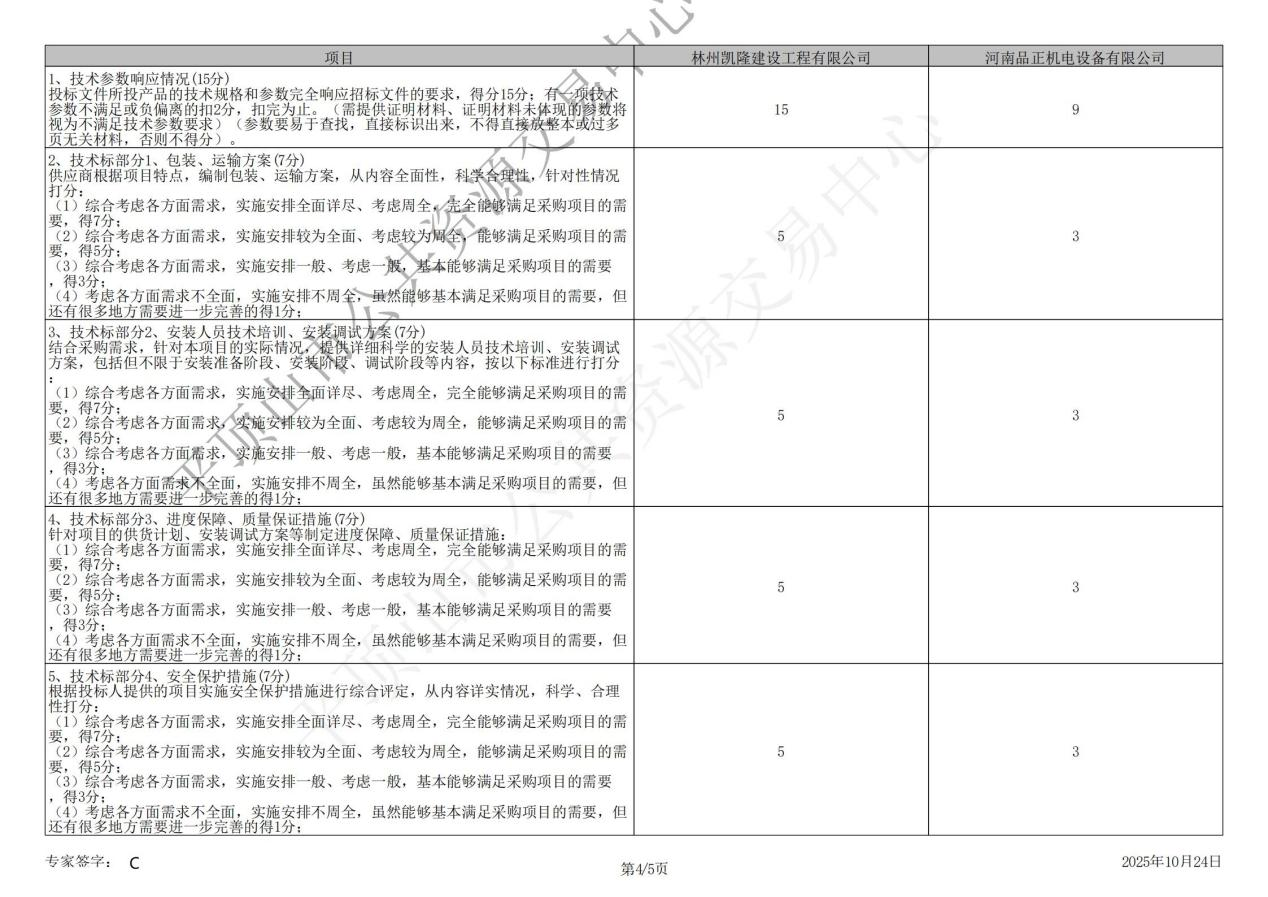 项目 林州凯隆建设工程有限公司 河南品正机电设备有限公司
1、技术参数响应情况(15分)
投标文件所投产品的技术规格和参数完全响应招标文件的要求，得分15分；有一项技术
参数不满足或负偏离的扣2分，扣完为止。（需提供证明材料、证明材料未体现的参数将
视为不满足技术参数要求）（参数要易于查找，直接标识出来，不得直接放整本或过多
页无关材料，否则不得分）。
15 9
2、技术标部分1、包装、运输方案(7分)
供应商根据项目特点，编制包装、运输方案，从内容全面性，科学合理性，针对性情况
打分：
（1）综合考虑各方面需求，实施安排全面详尽、考虑周全，完全能够满足采购项目的需
要，得7分；
（2）综合考虑各方面需求，实施安排较为全面、考虑较为周全，能够满足采购项目的需
要，得5分；
（3）综合考虑各方面需求，实施安排一般、考虑一般，基本能够满足采购项目的需要
，得3分；
（4）考虑各方面需求不全面，实施安排不周全，虽然能够基本满足采购项目的需要，但
还有很多地方需要进一步完善的得1分；
5 3
3、技术标部分2、安装人员技术培训、安装调试方案(7分)
结合采购需求，针对本项目的实际情况，提供详细科学的安装人员技术培训、安装调试
方案，包括但不限于安装准备阶段、安装阶段、调试阶段等内容，按以下标准进行打分
：
（1）综合考虑各方面需求，实施安排全面详尽、考虑周全，完全能够满足采购项目的需
要，得7分；
（2）综合考虑各方面需求，实施安排较为全面、考虑较为周全，能够满足采购项目的需
要，得5分；
（3）综合考虑各方面需求，实施安排一般、考虑一般，基本能够满足采购项目的需要
，得3分；
（4）考虑各方面需求不全面，实施安排不周全，虽然能够基本满足采购项目的需要，但
还有很多地方需要进一步完善的得1分；
5 3
4、技术标部分3、进度保障、质量保证措施(7分)
针对项目的供货计划、安装调试方案等制定进度保障、质量保证措施：
（1）综合考虑各方面需求，实施安排全面详尽、考虑周全，完全能够满足采购项目的需
要，得7分；
（2）综合考虑各方面需求，实施安排较为全面、考虑较为周全，能够满足采购项目的需
要，得5分；
（3）综合考虑各方面需求，实施安排一般、考虑一般，基本能够满足采购项目的需要
，得3分；
（4）考虑各方面需求不全面，实施安排不周全，虽然能够基本满足采购项目的需要，但
还有很多地方需要进一步完善的得1分；
5 3
5、技术标部分4、安全保护措施(7分)
根据投标人提供的项目实施安全保护措施进行综合评定，从内容详实情况，科学、合理
性打分：
（1）综合考虑各方面需求，实施安排全面详尽、考虑周全，完全能够满足采购项目的需
要，得7分；
（2）综合考虑各方面需求，实施安排较为全面、考虑较为周全，能够满足采购项目的需
要，得5分；
（3）综合考虑各方面需求，实施安排一般、考虑一般，基本能够满足采购项目的需要
，得3分；
（4）考虑各方面需求不全面，实施安排不周全，虽然能够基本满足采购项目的需要，但
还有很多地方需要进一步完善的得1分；
5 3
专家签字： C
第4/5页
2025年10月24日
平顶山市公共资源交易中心
平顶山市公共资源交易中心